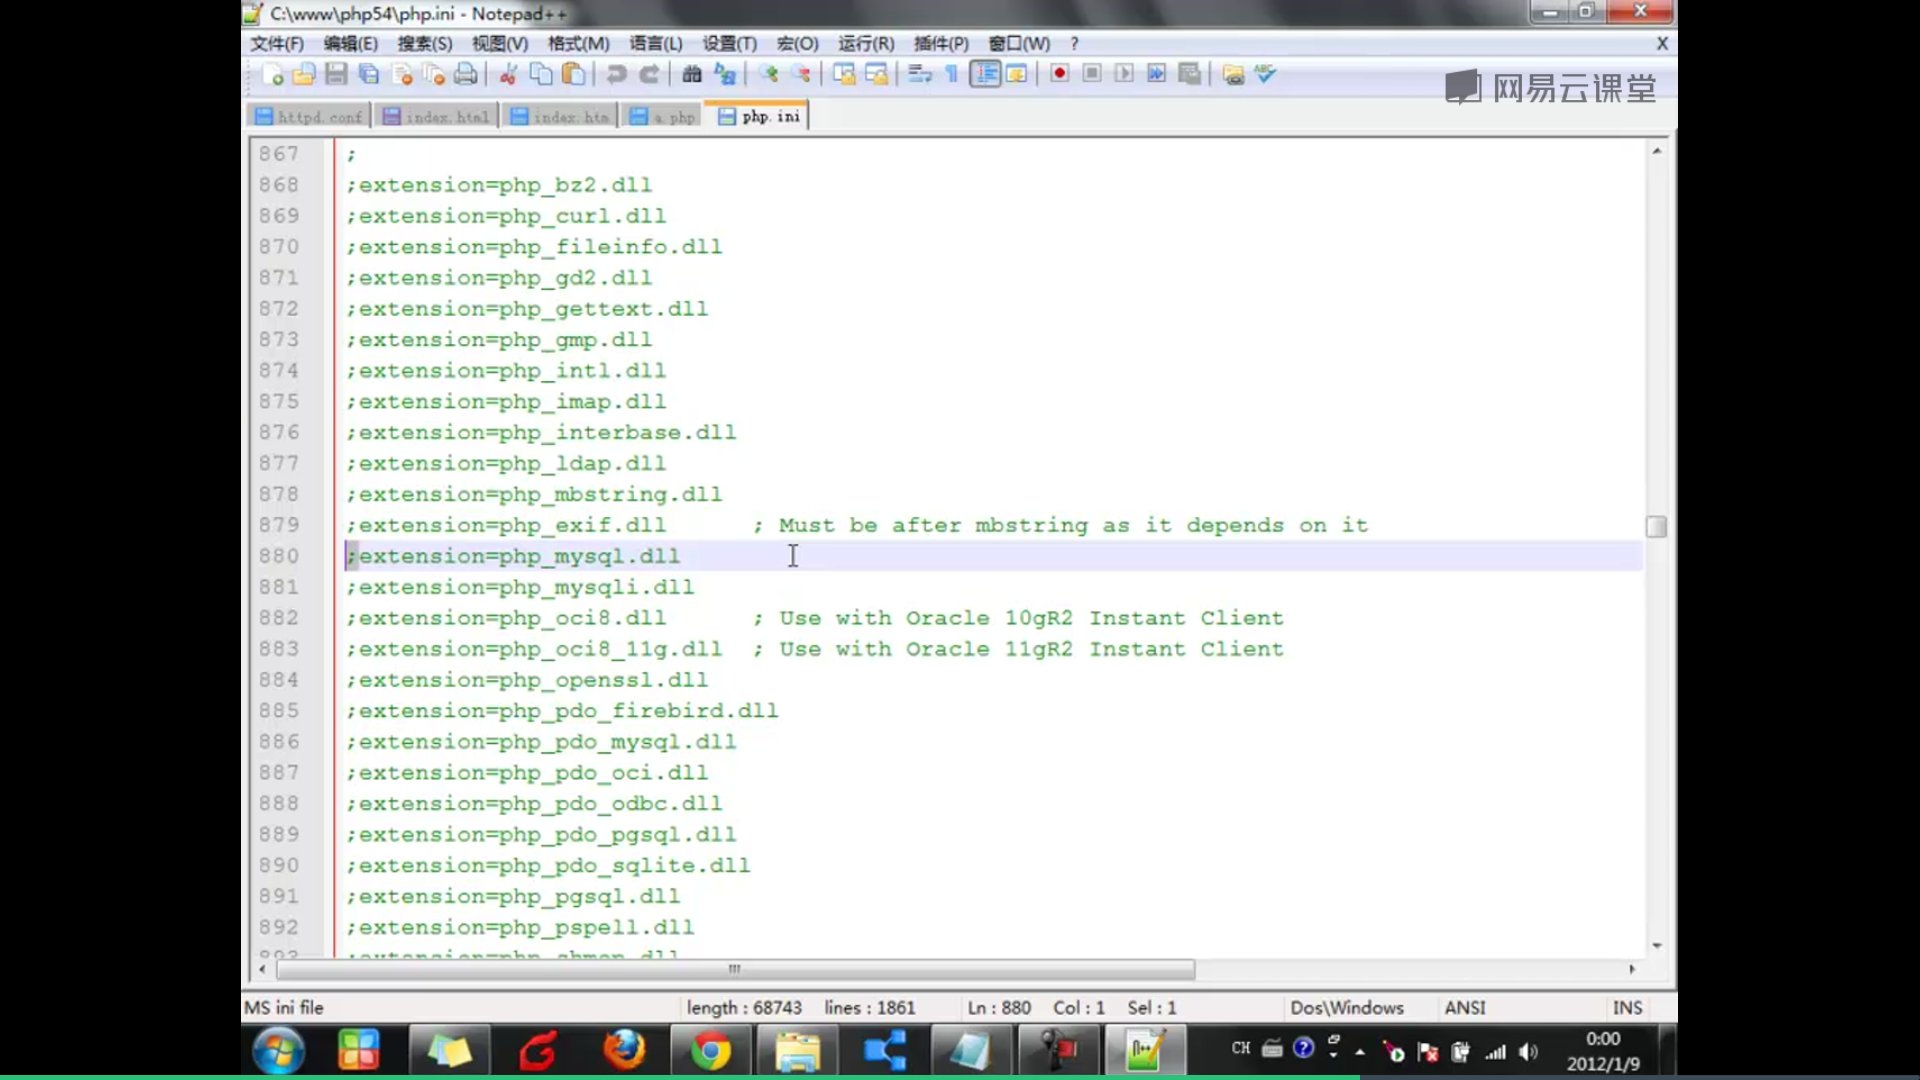 C:\www\php54\php.ini - Notepad++
文件(F) 编辑(E) 搜索(S) 视图(V) 格式(M) 语言(L) 设置(T) 宏(O) 运行(R) 插件(P) 窗口(W) ? X
网易云课堂
httpd.conf index.html index.htm a.php php.ini
867 ;
868 ;extension=php_bz2.dll
869 ;extension=php_curl.dll
870 ;extension=php_fileinfo.dll
871 ;extension=php_gd2.dll
872 ;extension=php_gettext.dll
873 ;extension=php_gmp.dll
874 ;extension=php_intl.dll
875 ;extension=php_imap.dll
876 ;extension=php_interbase.dll
877 ;extension=php_ldap.dll
878 ;extension=php_mbstring.dll
879 ;extension=php_exif.dll ; Must be after mbstring as it depends on it
880 ;extension=php_mysql.dll
881 ;extension=php_mysqli.dll
882 ;extension=php_oci8.dll ; Use with Oracle 10gR2 Instant Client
883 ;extension=php_oci8_11g.dll ; Use with Oracle 11gR2 Instant Client
884 ;extension=php_openssl.dll
885 ;extension=php_pdo_firebird.dll
886 ;extension=php_pdo_mysql.dll
887 ;extension=php_pdo_oci.dll
888 ;extension=php_pdo_odbc.dll
889 ;extension=php_pdo_pgsql.dll
890 ;extension=php_pdo_sqlite.dll
891 ;extension=php_pgsql.dll
892 ;extension=php_pspell.dll
MS ini file length : 68743 lines : 1861 Ln : 880 Col : 1 Sel : 1 Dos\Windows ANSI INS
CH 0:00
2012/1/9